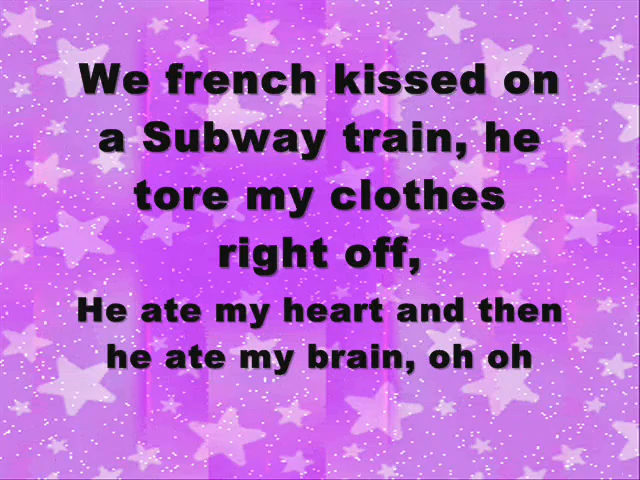 We french kissed on
a Subway train, he
tore my clothes
right off,
He ate my heart and then
he ate my brain, oh oh